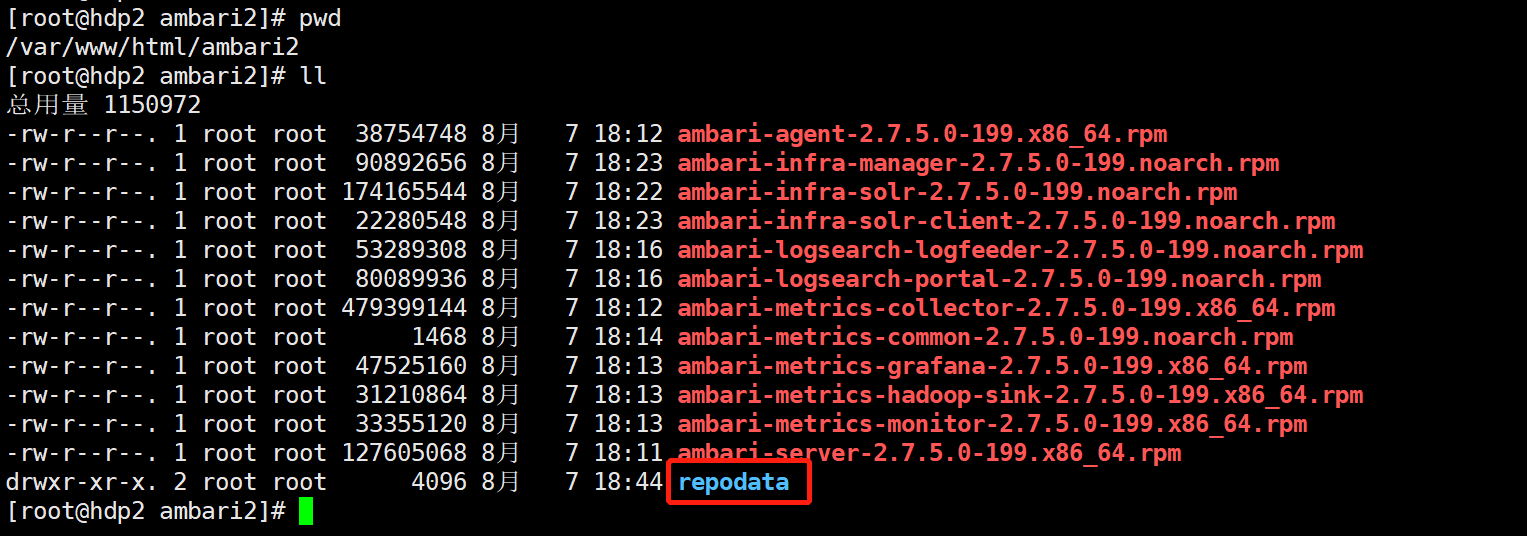 [root@hdp2 ambari2]# pwd
/var/www/html/ambari2
[root@hdp2 ambari2]# ll
总用量 1150972
-rw-r--r--. 1 root root  38754748 8月   7 18:12 ambari-agent-2.7.5.0-199.x86_64.rpm
-rw-r--r--. 1 root root  90892656 8月   7 18:23 ambari-infra-manager-2.7.5.0-199.noarch.rpm
-rw-r--r--. 1 root root 174165544 8月   7 18:22 ambari-infra-solr-2.7.5.0-199.noarch.rpm
-rw-r--r--. 1 root root  22280548 8月   7 18:23 ambari-infra-solr-client-2.7.5.0-199.noarch.rpm
-rw-r--r--. 1 root root  53289308 8月   7 18:16 ambari-logsearch-logfeeder-2.7.5.0-199.noarch.rpm
-rw-r--r--. 1 root root  80089936 8月   7 18:16 ambari-logsearch-portal-2.7.5.0-199.noarch.rpm
-rw-r--r--. 1 root root 479399144 8月   7 18:12 ambari-metrics-collector-2.7.5.0-199.x86_64.rpm
-rw-r--r--. 1 root root      1468 8月   7 18:14 ambari-metrics-common-2.7.5.0-199.noarch.rpm
-rw-r--r--. 1 root root  47525160 8月   7 18:13 ambari-metrics-grafana-2.7.5.0-199.x86_64.rpm
-rw-r--r--. 1 root root  31210864 8月   7 18:13 ambari-metrics-hadoop-sink-2.7.5.0-199.x86_64.rpm
-rw-r--r--. 1 root root  33355120 8月   7 18:13 ambari-metrics-monitor-2.7.5.0-199.x86_64.rpm
-rw-r--r--. 1 root root 127605068 8月   7 18:11 ambari-server-2.7.5.0-199.x86_64.rpm
drwxr-xr-x. 2 root root      4096 8月   7 18:44 repodata
[root@hdp2 ambari2]#